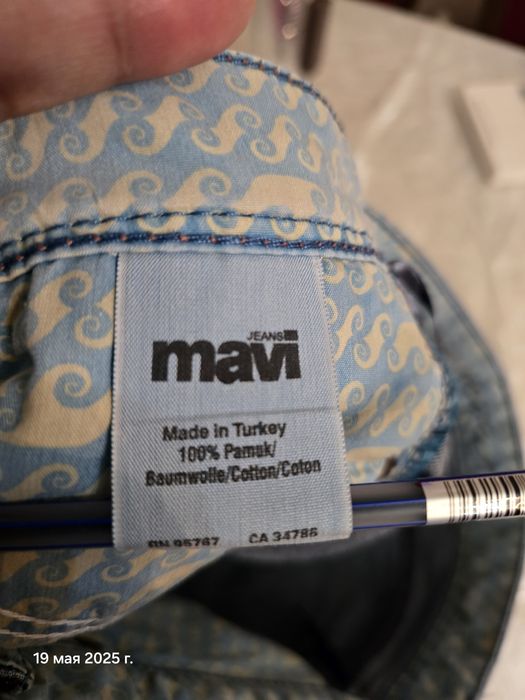 JEANS
mavi
Made in Turkey
100% Pamuk/
Baumwolle/Cotton/Coton
RN 95767 CA 34786
19 мая 2025 г.